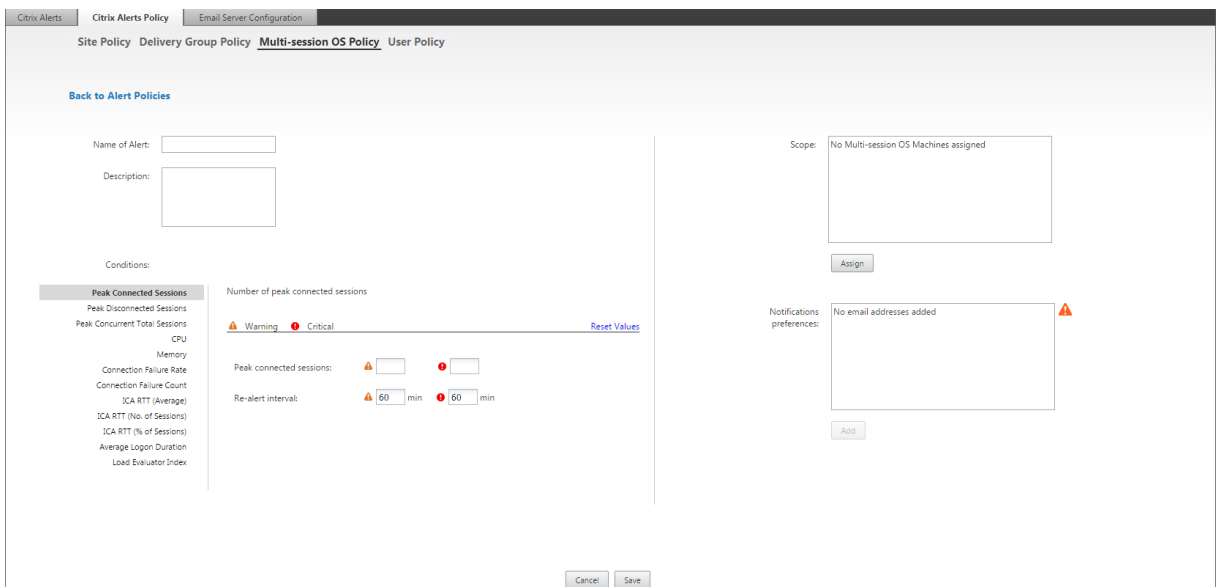 Citrix Alerts
Citrix Alerts Policy
Email Server Configuration
Site Policy Delivery Group Policy Multi-session OS Policy User Policy
Back to Alert Policies
Name of Alert:
Description:
Conditions:
Peak Connected Sessions
Peak Disconnected Sessions
Peak Concurrent Total Sessions
CPU
Memory
Connection Failure Rate
Connection Failure Count
ICA RTT (Average)
ICA RTT (No. of Sessions)
ICA RTT (% of Sessions)
Average Logon Duration
Load Evaluator Index
Number of peak connected sessions
Warning Critical Reset Values
Peak connected sessions:
Re-alert interval: 60 min 60 min
Scope: No Multi-session OS Machines assigned
Assign
Notifications preferences:
No email addresses added
Add
Cancel Save